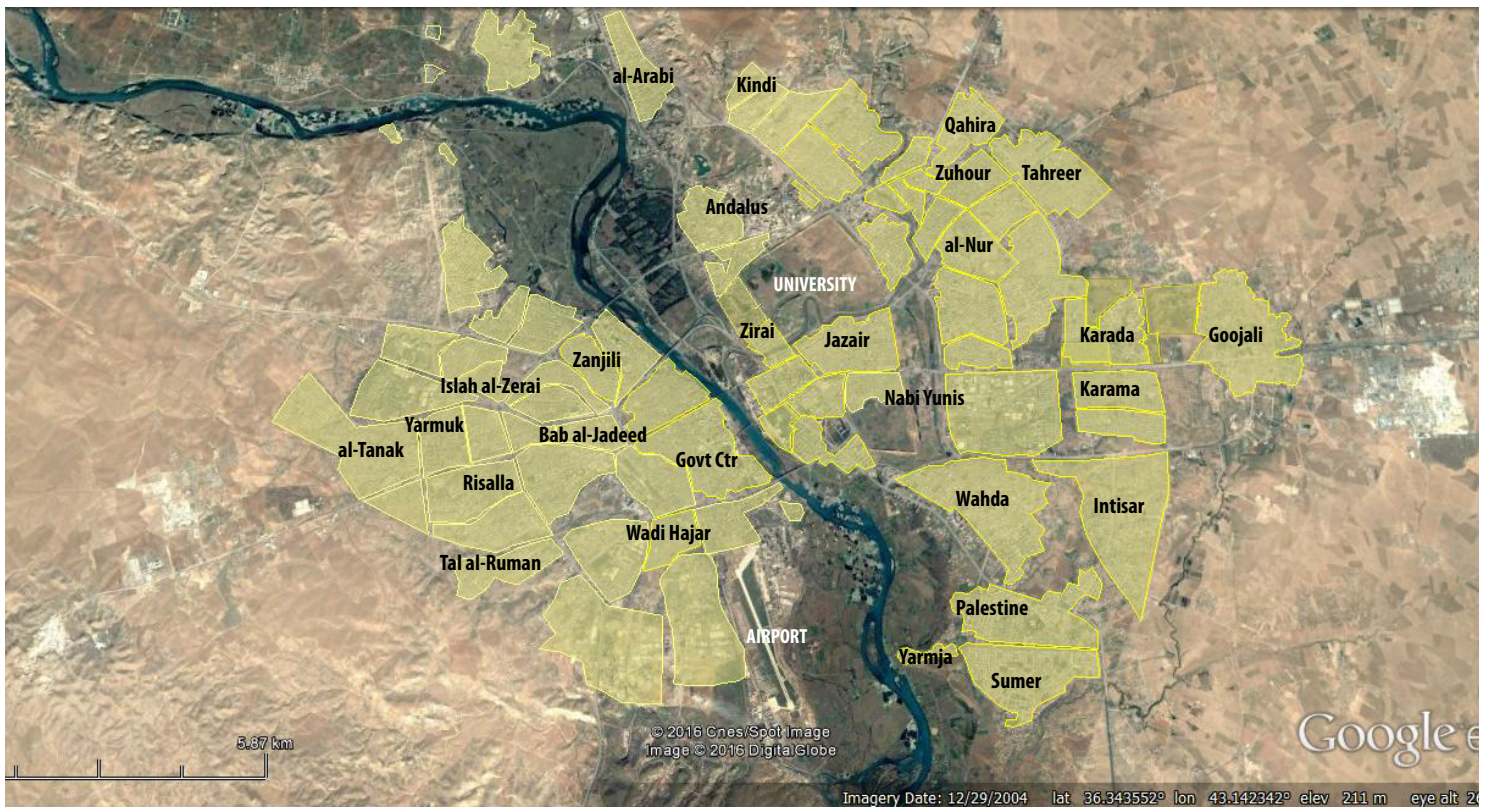 al-Arabi
Kindi
Qahira
Zuhour
Tahreer
Andalus
al-Nur
UNIVERSITY
Zirai
Jazair
Karada
Goojali
Zanjili
Islah al-Zerai
Nabi Yunis
Karama
Yarmuk
Bab al-Jadeed
al-Tanak
Govt Ctr
Risalla
Wahda
Intisar
Wadi Hajar
Tal al-Ruman
Palestine
AIRPORT
Yarmja
Sumer
© 2016 Cnes/Spot Image
Image © 2016 DigitalGlobe
5.87 km
Google e
Imagery Date: 12/29/2004 lat 36.343552° lon 43.142342° elev 211 m eye alt 26